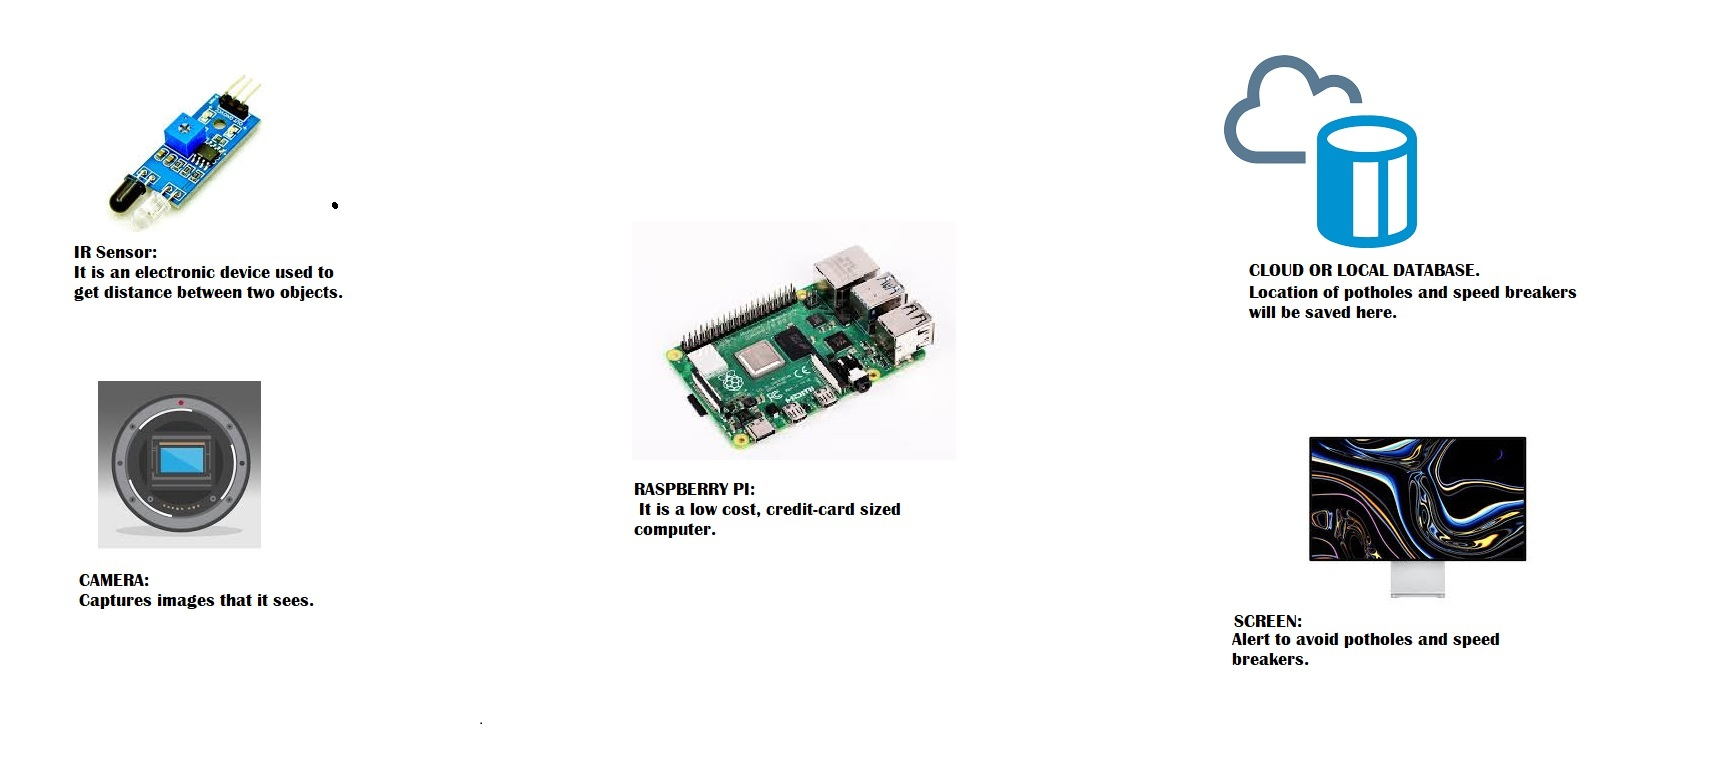 IR Sensor:
It is an electronic device used to
get distance between two objects.
CAMERA:
Captures images that it sees.
HDMI
RASPBERRY PI:
It is a low cost, credit-card sized
computer.
CLOUD OR LOCAL DATABASE.
Location of potholes and speed breakers
will be saved here.
SCREEN:
Alert to avoid potholes and speed
breakers.